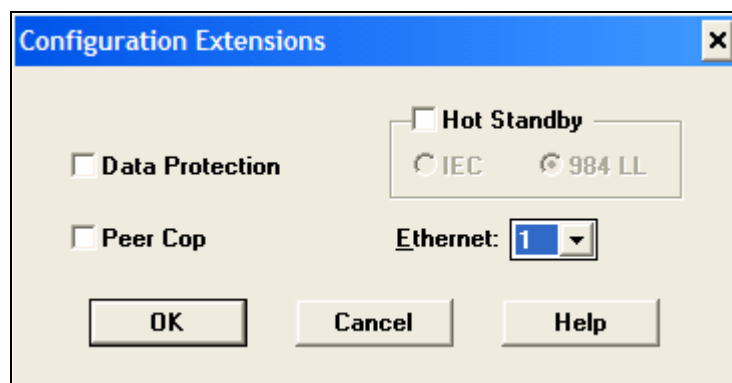 Configuration Extensions
Hot Standby
Data Protection
IEC
984 LL
Peer Cop
Ethernet:
1
OK
Cancel
Help